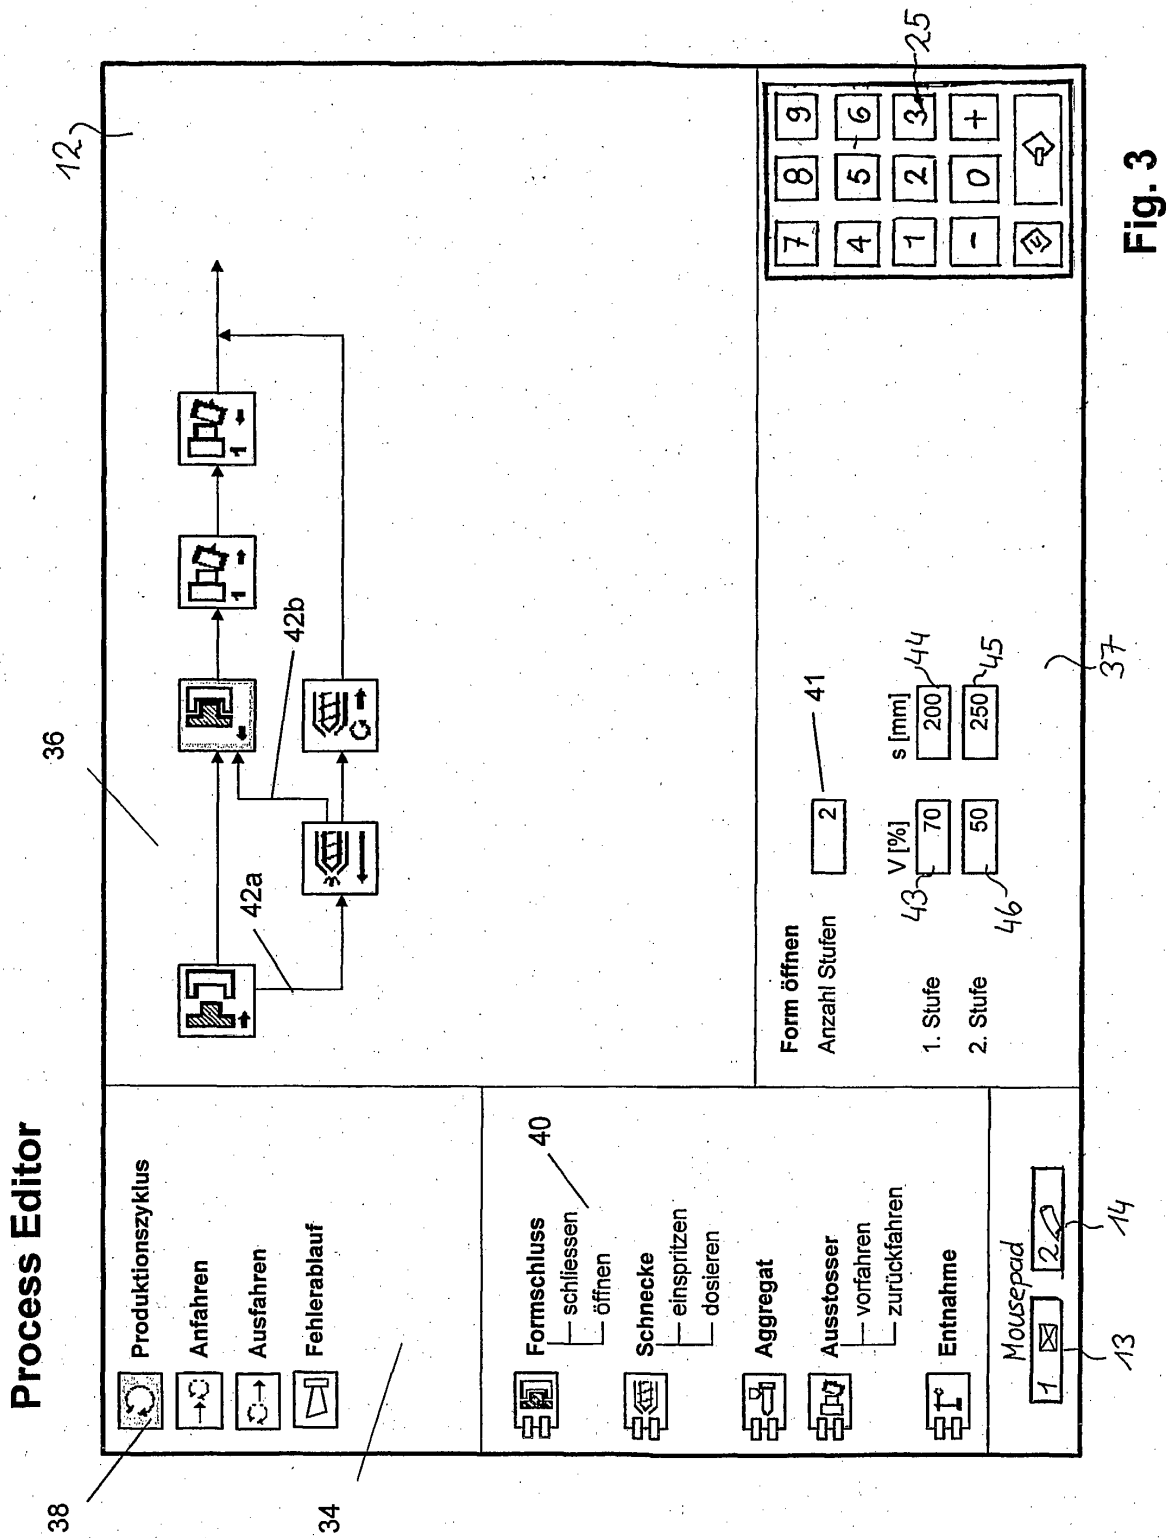 Process Editor
38
34
36
12
Produktionszyklus
Anfahren
Ausfahren
Fehlerablauf
Formschluss
schliessen
öffnen
40
Schnecke
einspritzen
dosieren
Aggregat
Ausstosser
vorfahren
zurückfahren
Entnahme
Mousepad
1
2
13
14
42a
42b
1
1
Form öffnen
Anzahl Stufen 2
41
V [%] s [mm]
1. Stufe 70 200
2. Stufe 50 250
43
44
46
45
37
7 8 9
4 5 6
1 2 3
- 0 +
25
Fig. 3